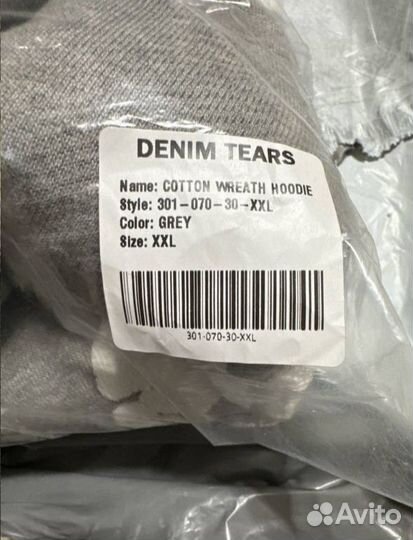 DENIM TEARS
Name: COTTON WREATH HOODIE
Style: 301-070-30-XXL
Color: GREY
Size: XXL
301-070-30-XXL
Avito